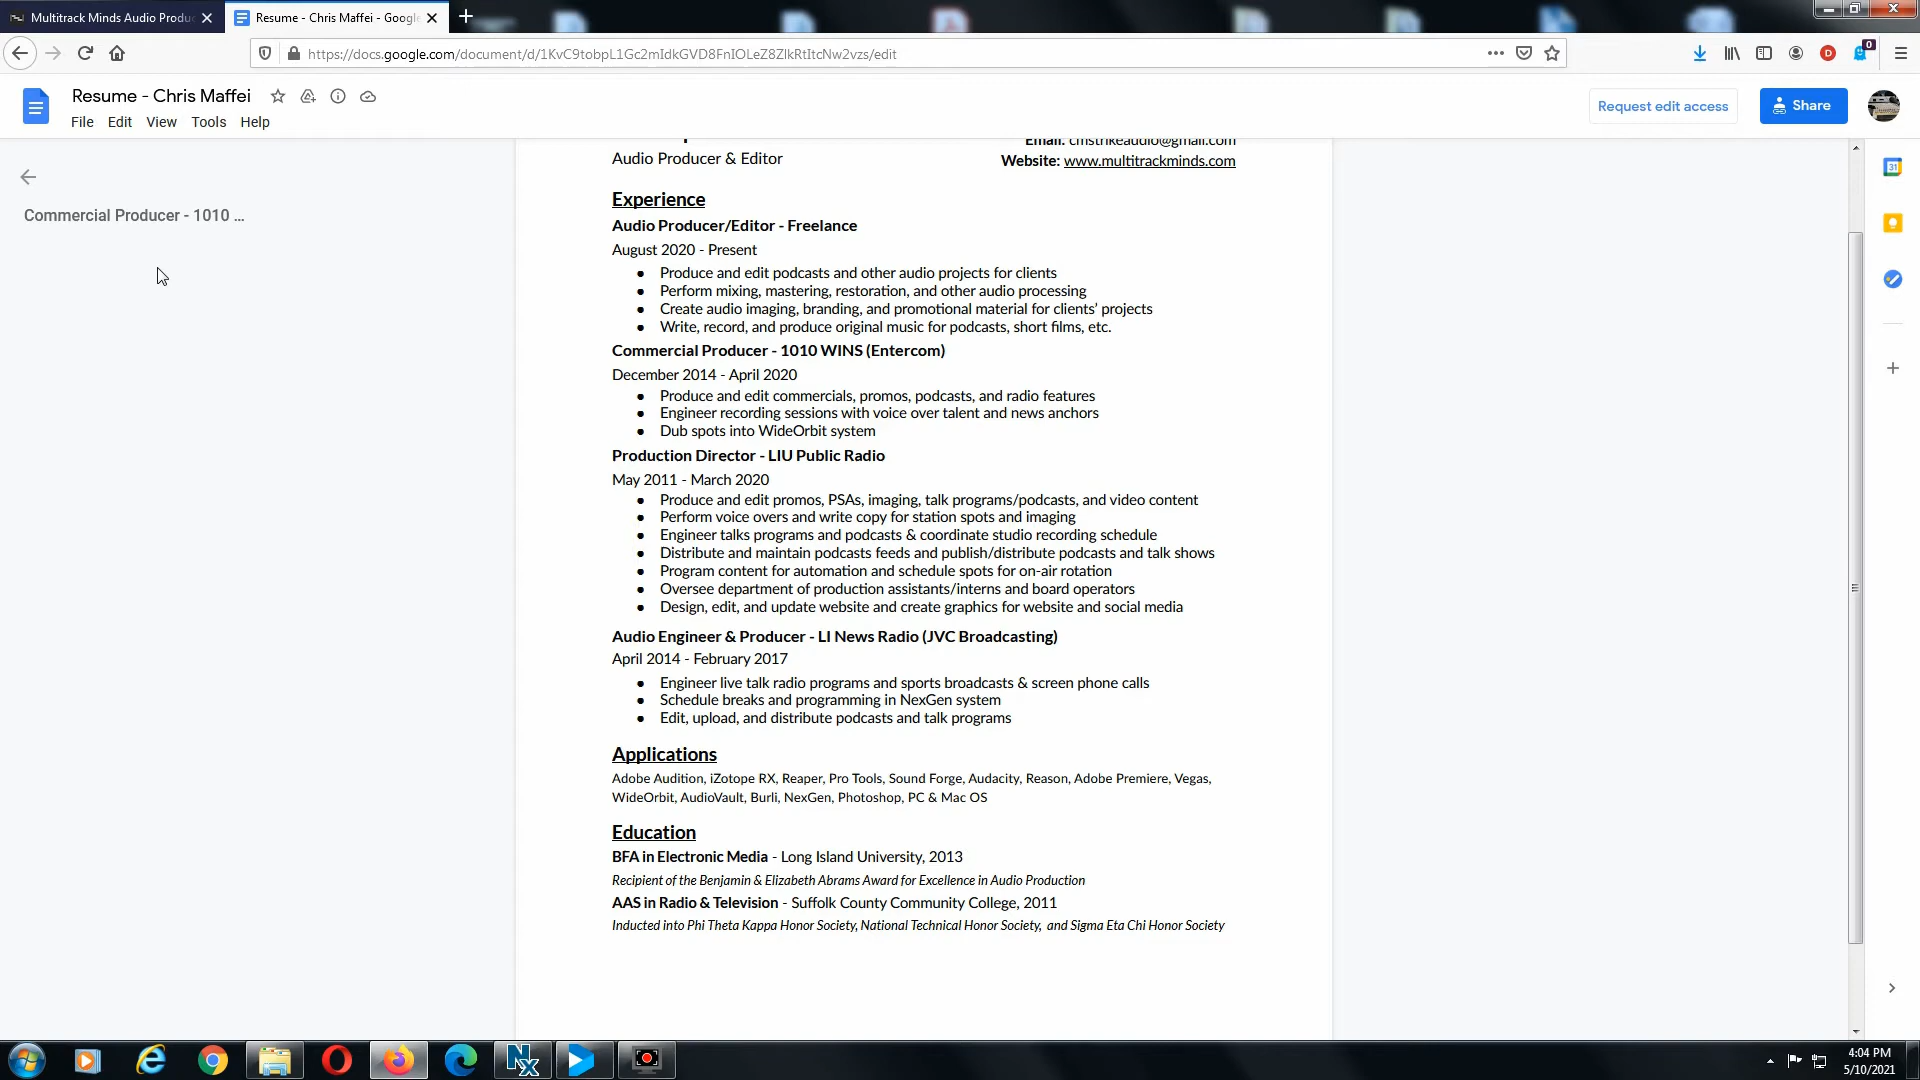 Multitrack Minds Audio Produc
Resume - Chris Maffei - Google
https://docs.google.com/document/d/1KvC9tobpL1Gc2mIdkGVD8FnIOLeZ8ZlkRtItcNw2vzs/edit
D
0
Resume - Chris Maffei
File Edit View Tools Help
Request edit access
Share
Commercial Producer - 1010 ...
31
Email: cmstrikeaudio@gmail.com
Audio Producer & Editor
Website: www.multitrackminds.com
Experience
Audio Producer/Editor - Freelance
August 2020 - Present
● Produce and edit podcasts and other audio projects for clients
● Perform mixing, mastering, restoration, and other audio processing
● Create audio imaging, branding, and promotional material for clients’ projects
● Write, record, and produce original music for podcasts, short films, etc.
Commercial Producer - 1010 WINS (Entercom)
December 2014 - April 2020
● Produce and edit commercials, promos, podcasts, and radio features
● Engineer recording sessions with voice over talent and news anchors
● Dub spots into WideOrbit system
Production Director - LIU Public Radio
May 2011 - March 2020
● Produce and edit promos, PSAs, imaging, talk programs/podcasts, and video content
● Perform voice overs and write copy for station spots and imaging
● Engineer talks programs and podcasts & coordinate studio recording schedule
● Distribute and maintain podcasts feeds and publish/distribute podcasts and talk shows
● Program content for automation and schedule spots for on-air rotation
● Oversee department of production assistants/interns and board operators
● Design, edit, and update website and create graphics for website and social media
Audio Engineer & Producer - LI News Radio (JVC Broadcasting)
April 2014 - February 2017
● Engineer live talk radio programs and sports broadcasts & screen phone calls
● Schedule breaks and programming in NexGen system
● Edit, upload, and distribute podcasts and talk programs
Applications
Adobe Audition, iZotope RX, Reaper, Pro Tools, Sound Forge, Audacity, Reason, Adobe Premiere, Vegas,
WideOrbit, AudioVault, Burli, NexGen, Photoshop, PC & Mac OS
Education
BFA in Electronic Media - Long Island University, 2013
Recipient of the Benjamin & Elizabeth Abrams Award for Excellence in Audio Production
AAS in Radio & Television - Suffolk County Community College, 2011
Inducted into Phi Theta Kappa Honor Society, National Technical Honor Society, and Sigma Eta Chi Honor Society
NX
4:04 PM
5/10/2021